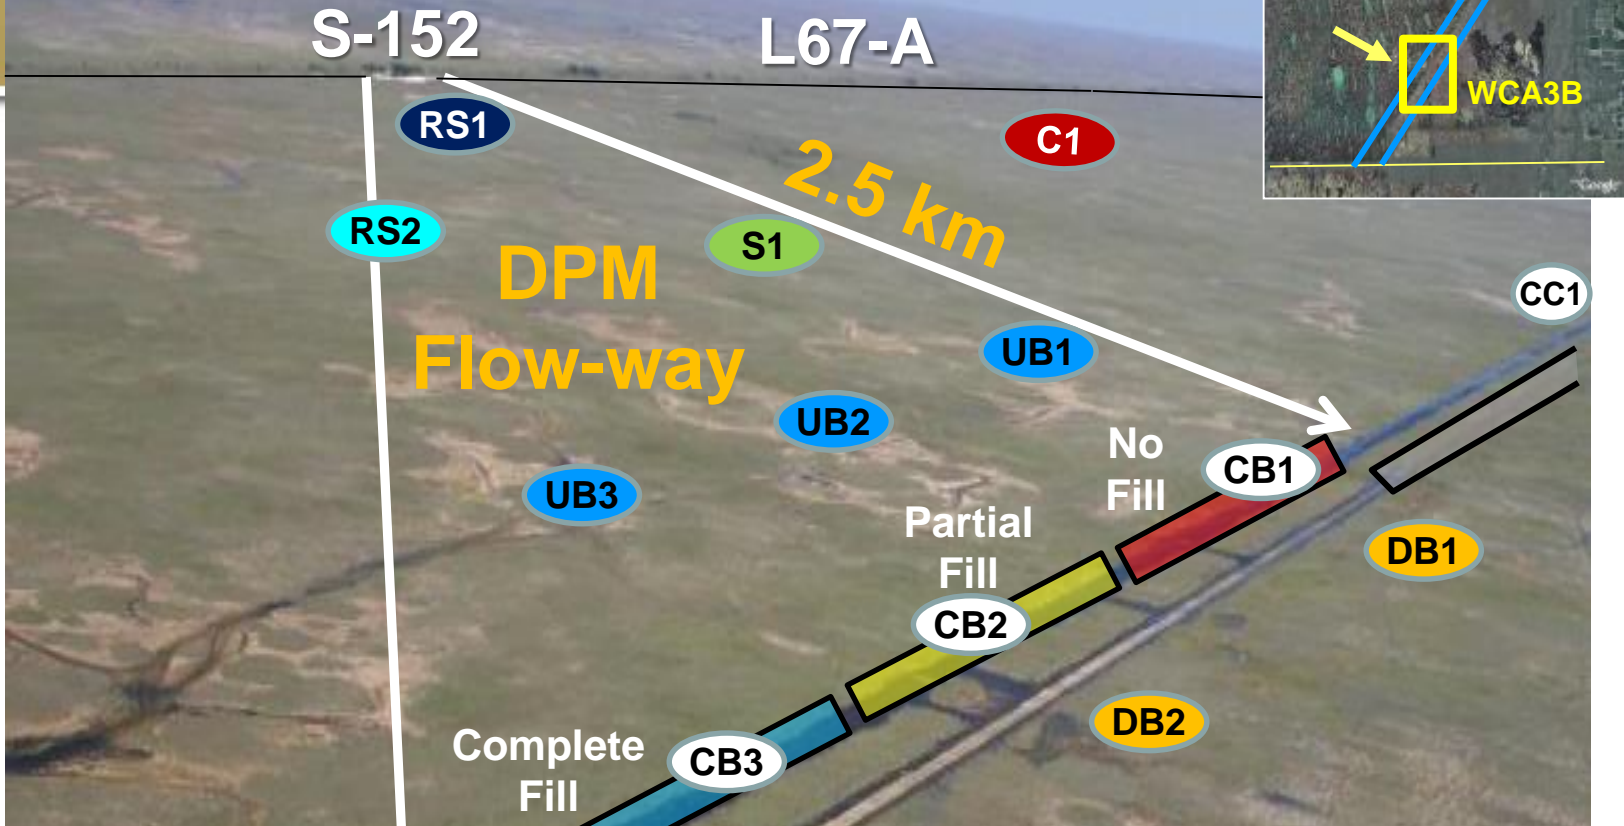 S-152
L67-A
WCA3B
Google
RS1
C1
2.5 km
RS2
S1
DPM
Flow-way
CC1
UB1
UB2
UB3
No
Fill
CB1
Partial
Fill
CB2
DB1
DB2
Complete
Fill
CB3